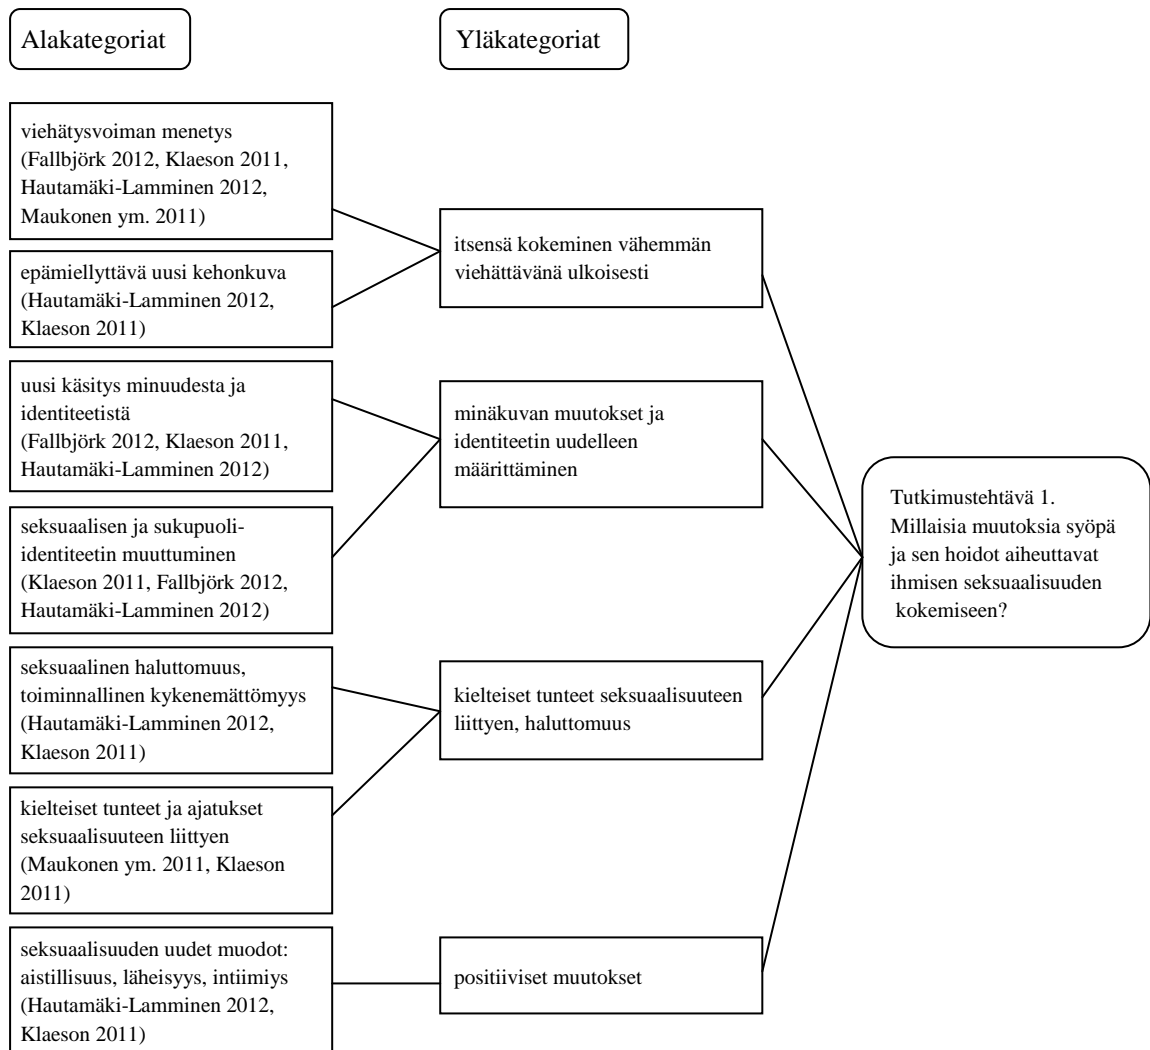 Alakategoriat
Yläkategoriat
viehätysvoiman menetys
(Fallbjörk 2012, Klaeson 2011,
Hautamäki-Lamminen 2012,
Maukonen ym. 2011)
epämiellyttävä uusi kehonkuva
(Hautamäki-Lamminen 2012,
Klaeson 2011)
uusi käsitys minuudesta ja
identiteetistä
(Fallbjörk 2012, Klaeson 2011,
Hautamäki-Lamminen 2012)
seksuaalisen ja sukupuoli-
identiteetin muuttuminen
(Klaeson 2011, Fallbjörk 2012,
Hautamäki-Lamminen 2012)
seksuaalinen haluttomuus,
toiminnallinen kykenemättömyys
(Hautamäki-Lamminen 2012,
Klaeson 2011)
kielteiset tunteet ja ajatukset
seksuaalisuuteen liittyen
(Maukonen ym. 2011, Klaeson
2011)
seksuaalisuuden uudet muodot:
aistillisuus, läheisyys, intiimiys
(Hautamäki-Lamminen 2012,
Klaeson 2011)
itsensä kokeminen vähemmän
viehättävänä ulkoisesti
minäkuvan muutokset ja
identiteetin uudelleen
määrittäminen
kielteiset tunteet seksuaalisuuteen
liittyen, haluttomuus
positiiviset muutokset
Tutkimustehtävä 1.
Millaisia muutoksia syöpä
ja sen hoidot aiheuttavat
ihmisen seksuaalisuuden
kokemiseen?